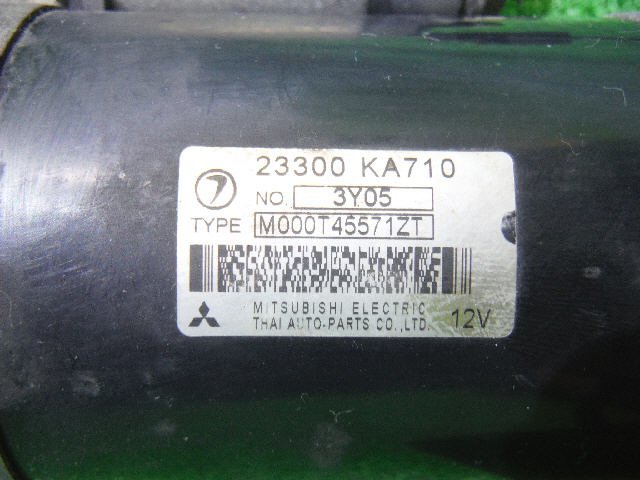 23300 KA710
NO. 3Y05
TYPE M000T45571ZT
MITSUBISHI ELECTRIC
THAI AUTO-PARTS CO.,LTD. 12V